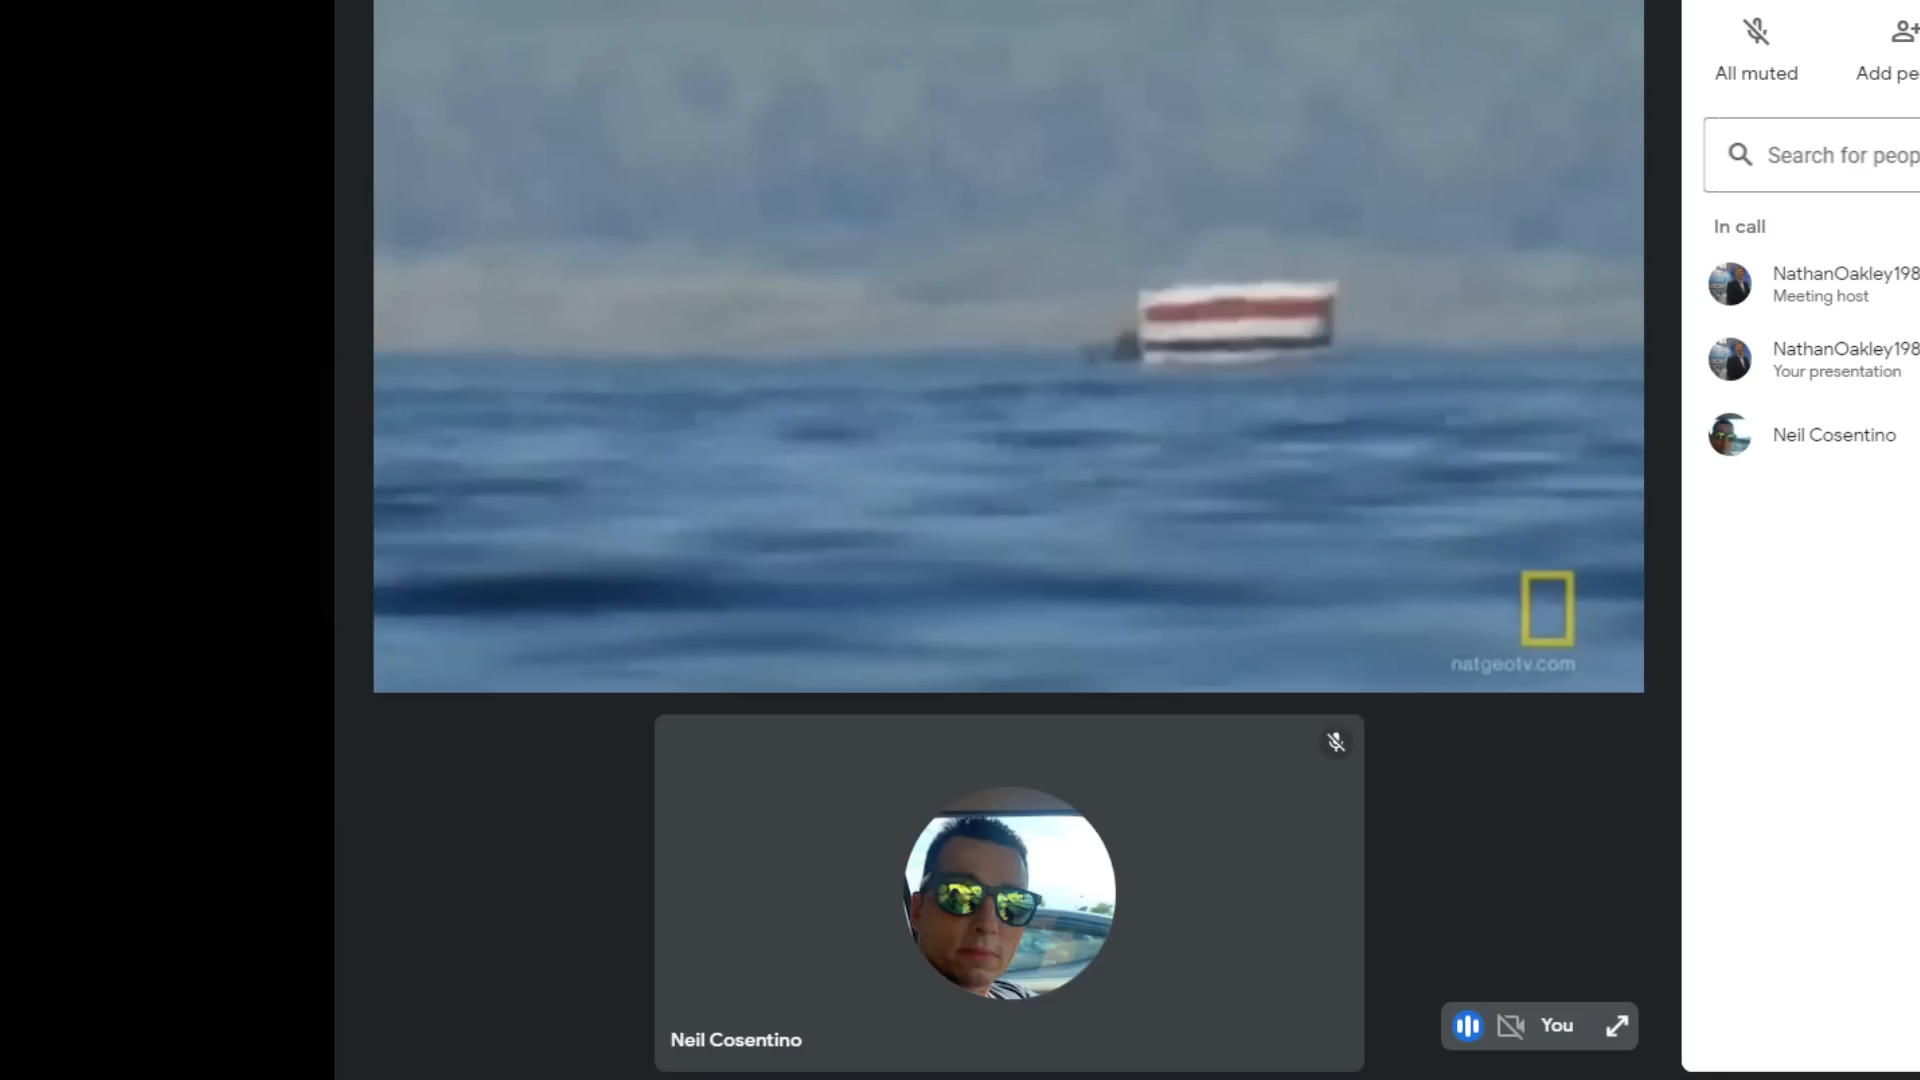 All muted
Add pe
Search for peop
In call
NathanOakley198
Meeting host
NathanOakley198
Your presentation
Neil Cosentino
natgeotv.com
Neil Cosentino
You